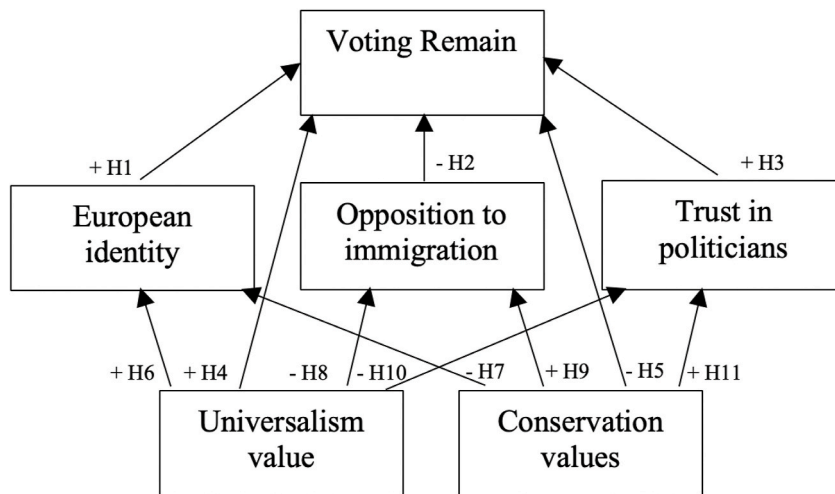 Voting Remain
+ H1
- H2
+ H3
European
identity
Opposition to
immigration
Trust in
politicians
+ H6
+ H4
- H8
- H10
- H7
+ H9
- H5
+ H11
Universalism
value
Conservation
values